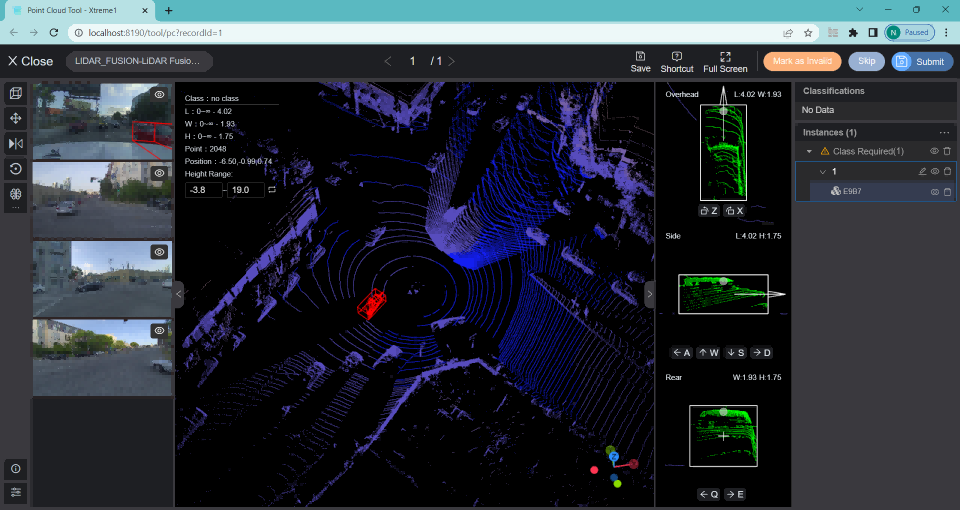 Point Cloud Tool - Xtreme1
localhost:8190/tool/pc?recordId=1
N Paused
X Close
LiDAR_FUSION-LiDAR Fusio...
1 / 1
Save
Shortcut
Full Screen
Mark as Invalid
Skip
Submit
Class : no class
L : 0~∞ - 4.02
W : 0~∞ - 1.93
H : 0~∞ - 1.75
Point : 2048
Position : -6.50,-0.99,0.74
Height Range:
-3.8 - 19.0
Overhead L:4.02 W:1.93
Z X
Side L:4.02 H:1.75
A W S D
Rear W:1.93 H:1.75
Q E
Z
Classifications
No Data
Instances (1)
Class Required(1)
1
E9B7